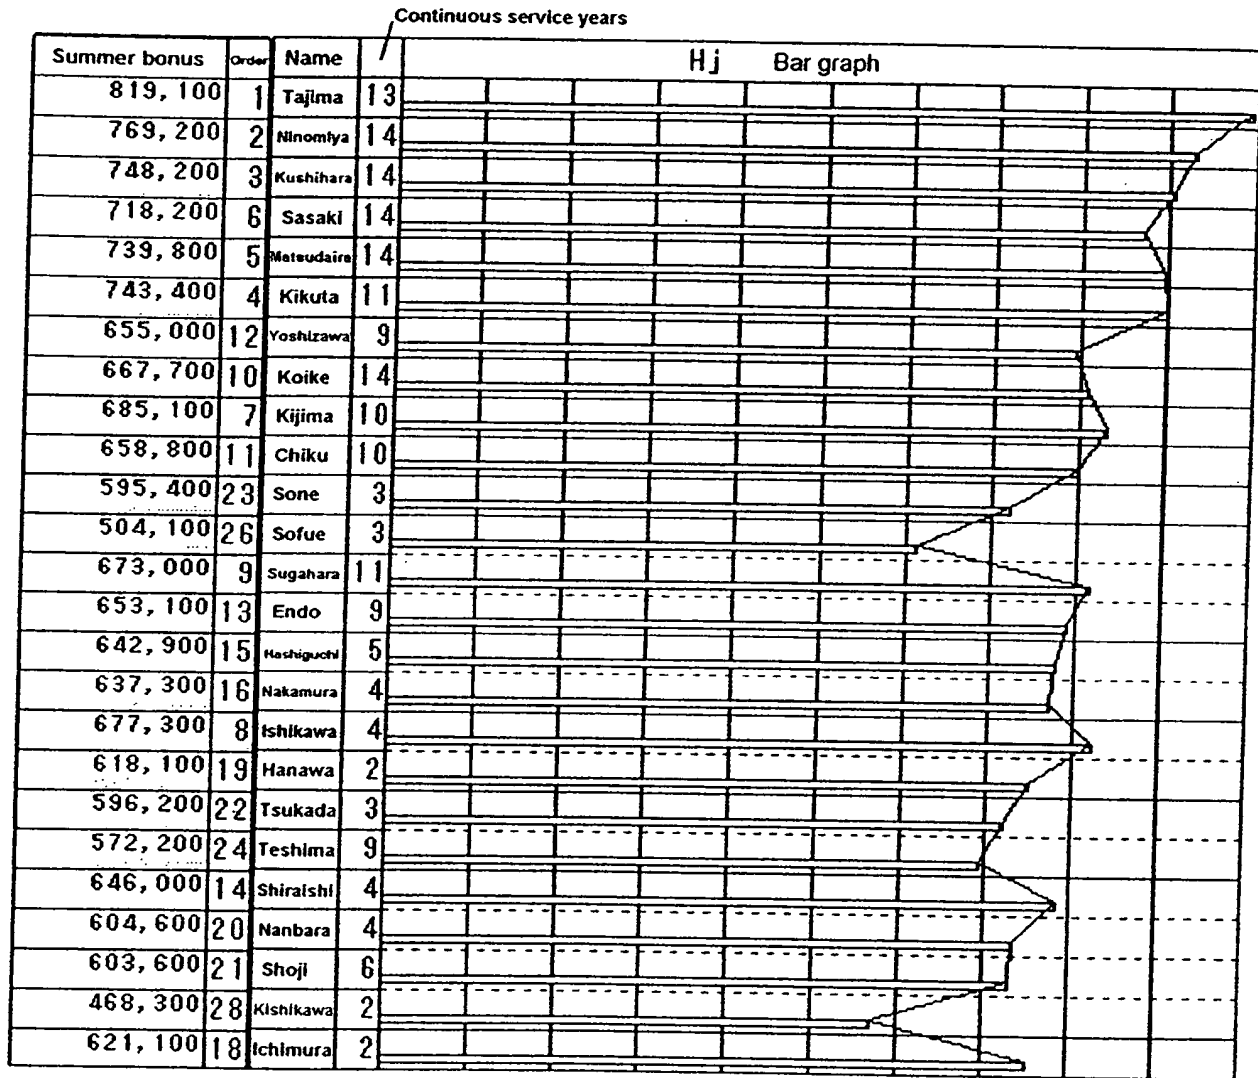 Continuous service years
Summer bonus Order Name Hj Bar graph
819,100 1 Tajima 13
769,200 2 Ninomiya 14
748,200 3 Kushihara 14
718,200 6 Sasaki 14
739,800 5 Matsudaira 14
743,400 4 Kikuta 11
655,000 12 Yoshizawa 9
667,700 10 Koike 14
685,100 7 Kijima 10
658,800 11 Chiku 10
595,400 23 Sone 3
504,100 26 Sofue 3
673,000 9 Sugahara 11
653,100 13 Endo 9
642,900 15 Hashiguchi 5
637,300 16 Nakamura 4
677,300 8 Ishikawa 4
618,100 19 Hanawa 2
596,200 22 Tsukada 3
572,200 24 Teshima 9
646,000 14 Shiraishi 4
604,600 20 Nanbara 4
603,600 21 Shoji 6
468,300 28 Kishikawa 2
621,100 18 Ichimura 2